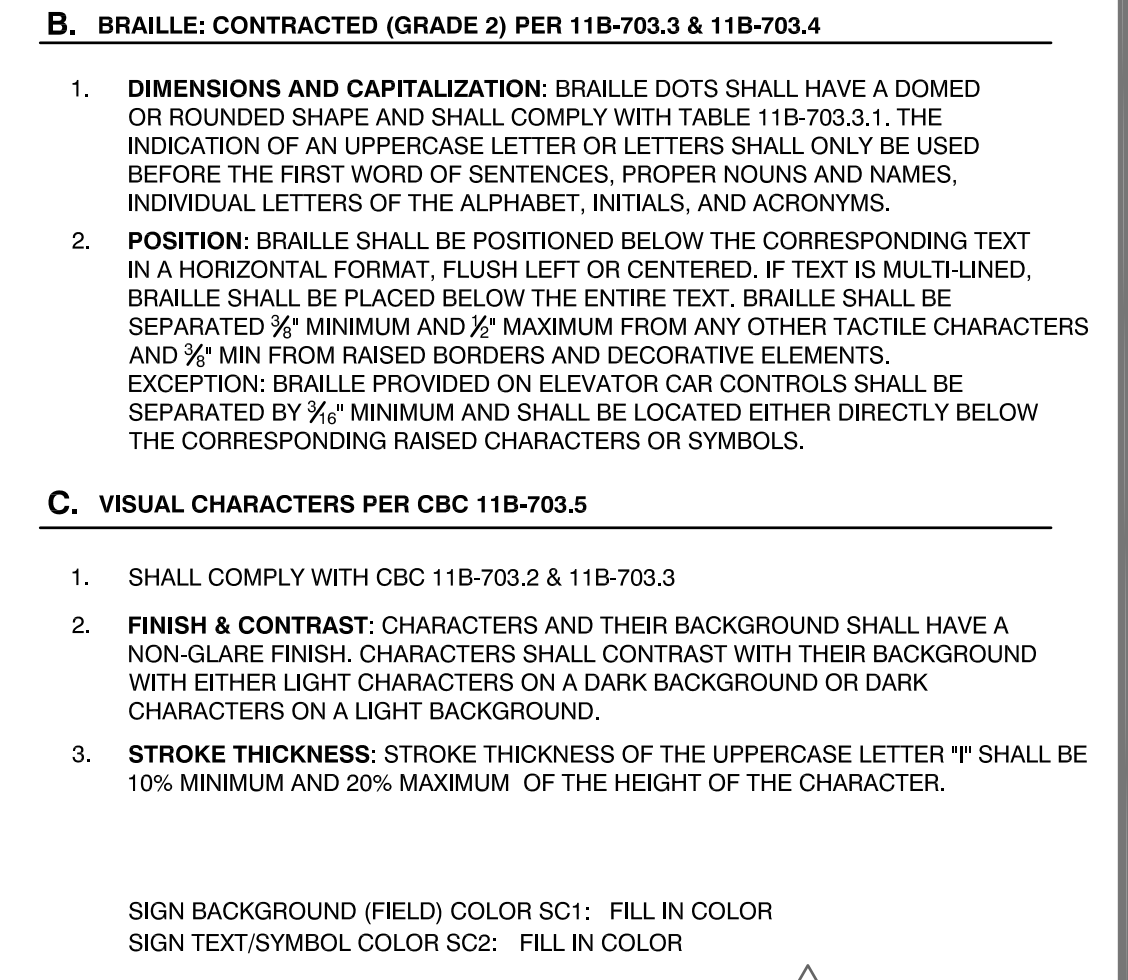 B. BRAILLE: CONTRACTED (GRADE 2) PER 11B-703.3 & 11B-703.4
1. DIMENSIONS AND CAPITALIZATION: BRAILLE DOTS SHALL HAVE A DOMED
OR ROUNDED SHAPE AND SHALL COMPLY WITH TABLE 11B-703.3.1. THE
INDICATION OF AN UPPERCASE LETTER OR LETTERS SHALL ONLY BE USED
BEFORE THE FIRST WORD OF SENTENCES, PROPER NOUNS AND NAMES,
INDIVIDUAL LETTERS OF THE ALPHABET, INITIALS, AND ACRONYMS.
2. POSITION: BRAILLE SHALL BE POSITIONED BELOW THE CORRESPONDING TEXT
IN A HORIZONTAL FORMAT, FLUSH LEFT OR CENTERED. IF TEXT IS MULTI-LINED,
BRAILLE SHALL BE PLACED BELOW THE ENTIRE TEXT. BRAILLE SHALL BE
SEPARATED 3⁄8" MINIMUM AND 1⁄2" MAXIMUM FROM ANY OTHER TACTILE CHARACTERS
AND 3⁄8" MIN FROM RAISED BORDERS AND DECORATIVE ELEMENTS.
EXCEPTION: BRAILLE PROVIDED ON ELEVATOR CAR CONTROLS SHALL BE
SEPARATED BY 3⁄16" MINIMUM AND SHALL BE LOCATED EITHER DIRECTLY BELOW
THE CORRESPONDING RAISED CHARACTERS OR SYMBOLS.
C. VISUAL CHARACTERS PER CBC 11B-703.5
1. SHALL COMPLY WITH CBC 11B-703.2 & 11B-703.3
2. FINISH & CONTRAST: CHARACTERS AND THEIR BACKGROUND SHALL HAVE A
NON-GLARE FINISH. CHARACTERS SHALL CONTRAST WITH THEIR BACKGROUND
WITH EITHER LIGHT CHARACTERS ON A DARK BACKGROUND OR DARK
CHARACTERS ON A LIGHT BACKGROUND.
3. STROKE THICKNESS: STROKE THICKNESS OF THE UPPERCASE LETTER "I" SHALL BE
10% MINIMUM AND 20% MAXIMUM OF THE HEIGHT OF THE CHARACTER.
SIGN BACKGROUND (FIELD) COLOR SC1: FILL IN COLOR
SIGN TEXT/SYMBOL COLOR SC2: FILL IN COLOR